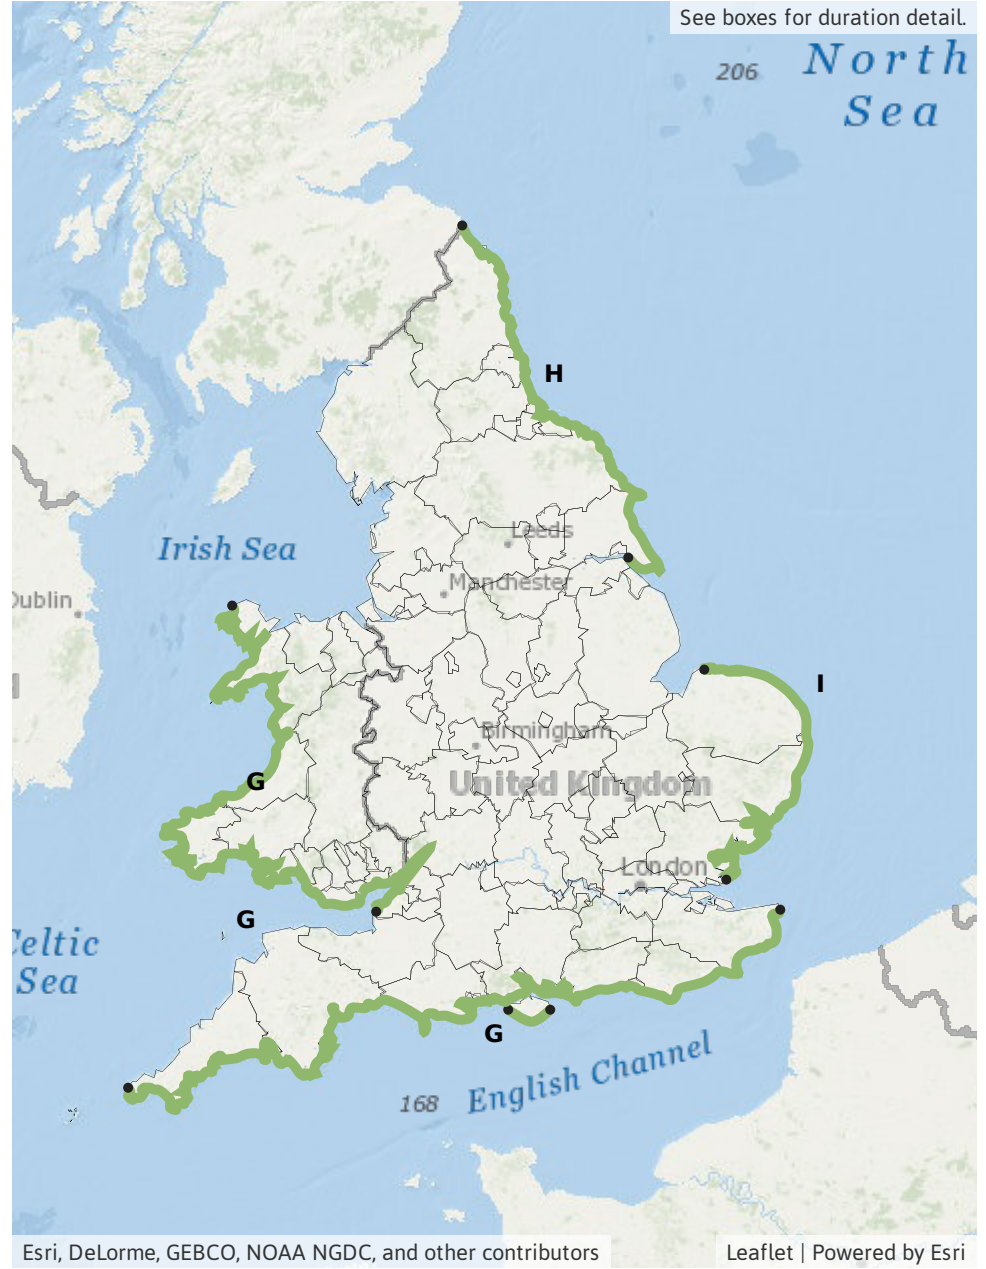 See boxes for duration detail.
206
North
Sea
H
Leeds
Irish Sea
Manchester
Dublin
I
Birmingham
G
United Kingdom
London
G
Celtic
Sea
G
English Channel
168
Esri, DeLorme, GEBCO, NOAA NGDC, and other contributors
Leaflet | Powered by Esri